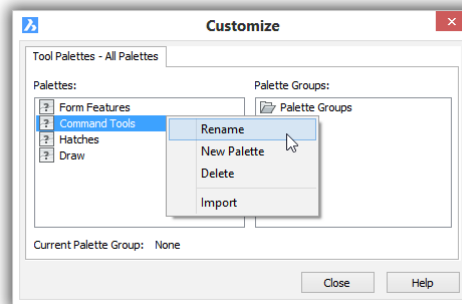 Customize
Tool Palettes - All Palettes
Palettes:
Palette Groups:
Form Features
Command Tools
Hatches
Draw
Palette Groups
Rename
New Palette
Delete
Import
Current Palette Group: None
Close
Help